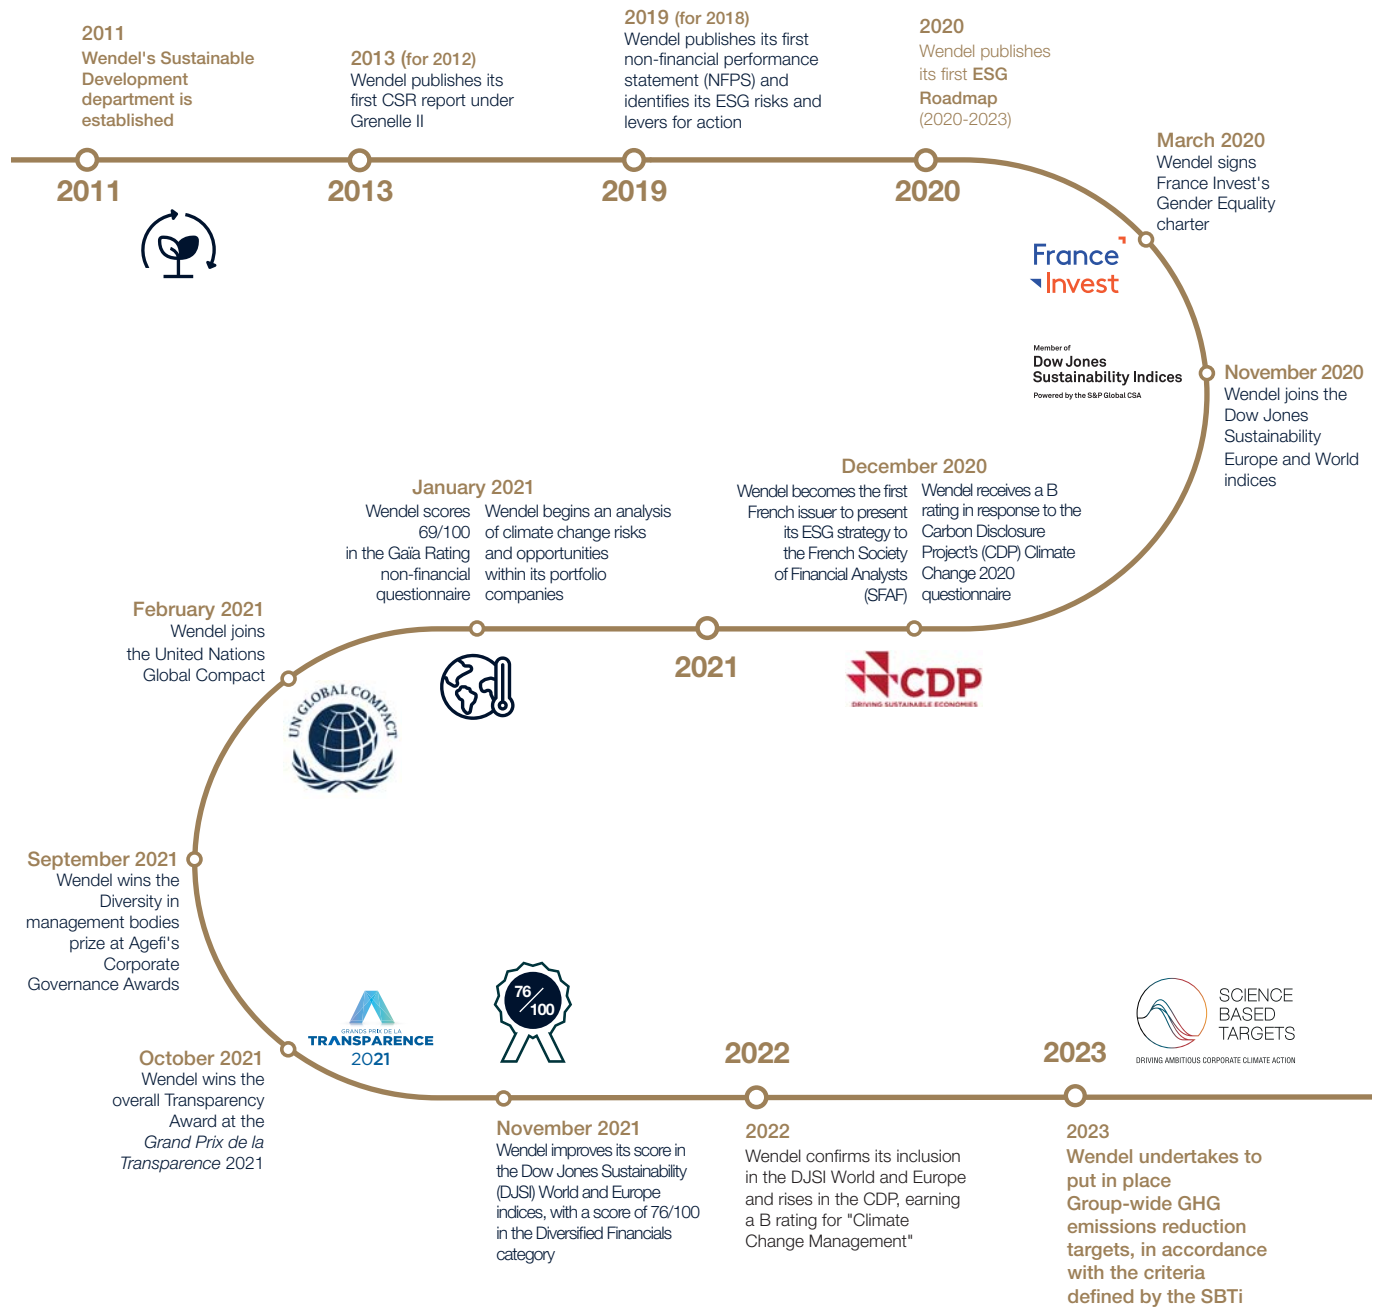 2011
Wendel's Sustainable
Development
department is
established
2011
2013 (for 2012)
Wendel publishes its
first CSR report under
Grenelle II
2013
2019 (for 2018)
Wendel publishes its first
non-financial performance
statement (NFPS) and
identifies its ESG risks and
levers for action
2019
2020
Wendel publishes
its first ESG
Roadmap
(2020-2023)
2020
March 2020
Wendel signs
France Invest's
Gender Equality
charter
France
Invest
Member of
Dow Jones
Sustainability Indices
Powered by the S&P Global CSA
November 2020
Wendel joins the
Dow Jones
Sustainability
Europe and World
indices
December 2020
Wendel becomes the first
French issuer to present
its ESG strategy to
the French Society
of Financial Analysts
(SFAF)
Wendel receives a B
rating in response to the
Carbon Disclosure
Project's (CDP) Climate
Change 2020
questionnaire
CDP
DRIVING SUSTAINABLE ECONOMIES
2021
January 2021
Wendel scores
69/100
in the Gaïa Rating
non-financial
questionnaire
Wendel begins an analysis
of climate change risks
and opportunities
within its portfolio
companies
February 2021
Wendel joins
the United Nations
Global Compact
UN GLOBAL COMPACT
September 2021
Wendel wins the
Diversity in
management bodies
prize at Agefi's
Corporate
Governance Awards
October 2021
Wendel wins the
overall Transparency
Award at the
Grand Prix de la
Transparence 2021
GRANDS PRIX DE LA
TRANSPARENCE
2021
76/100
November 2021
Wendel improves its score in
the Dow Jones Sustainability
(DJSI) World and Europe
indices, with a score of 76/100
in the Diversified Financials
category
2022
2022
Wendel confirms its inclusion
in the DJSI World and Europe
and rises in the CDP, earning
a B rating for "Climate
Change Management"
2023
SCIENCE
BASED
TARGETS
DRIVING AMBITIOUS CORPORATE CLIMATE ACTION
2023
Wendel undertakes to
put in place
Group-wide GHG
emissions reduction
targets, in accordance
with the criteria
defined by the SBTi